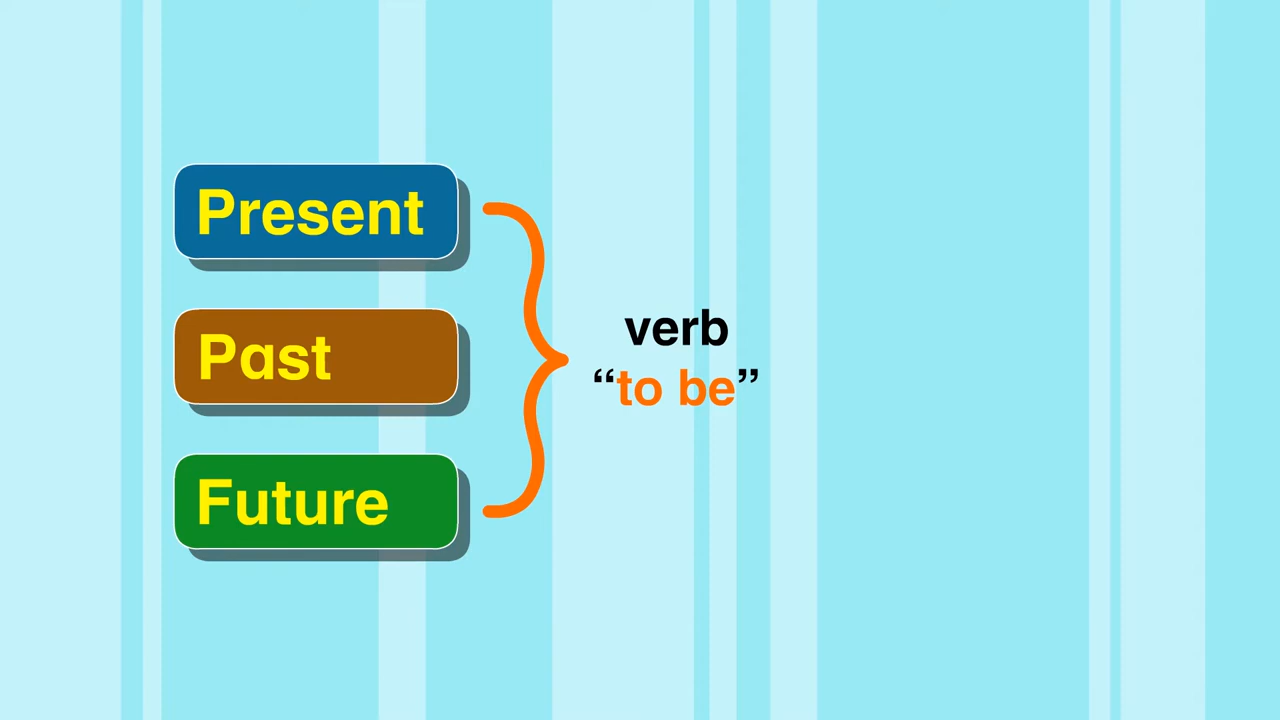 Present
Past
Future
verb
“to be”